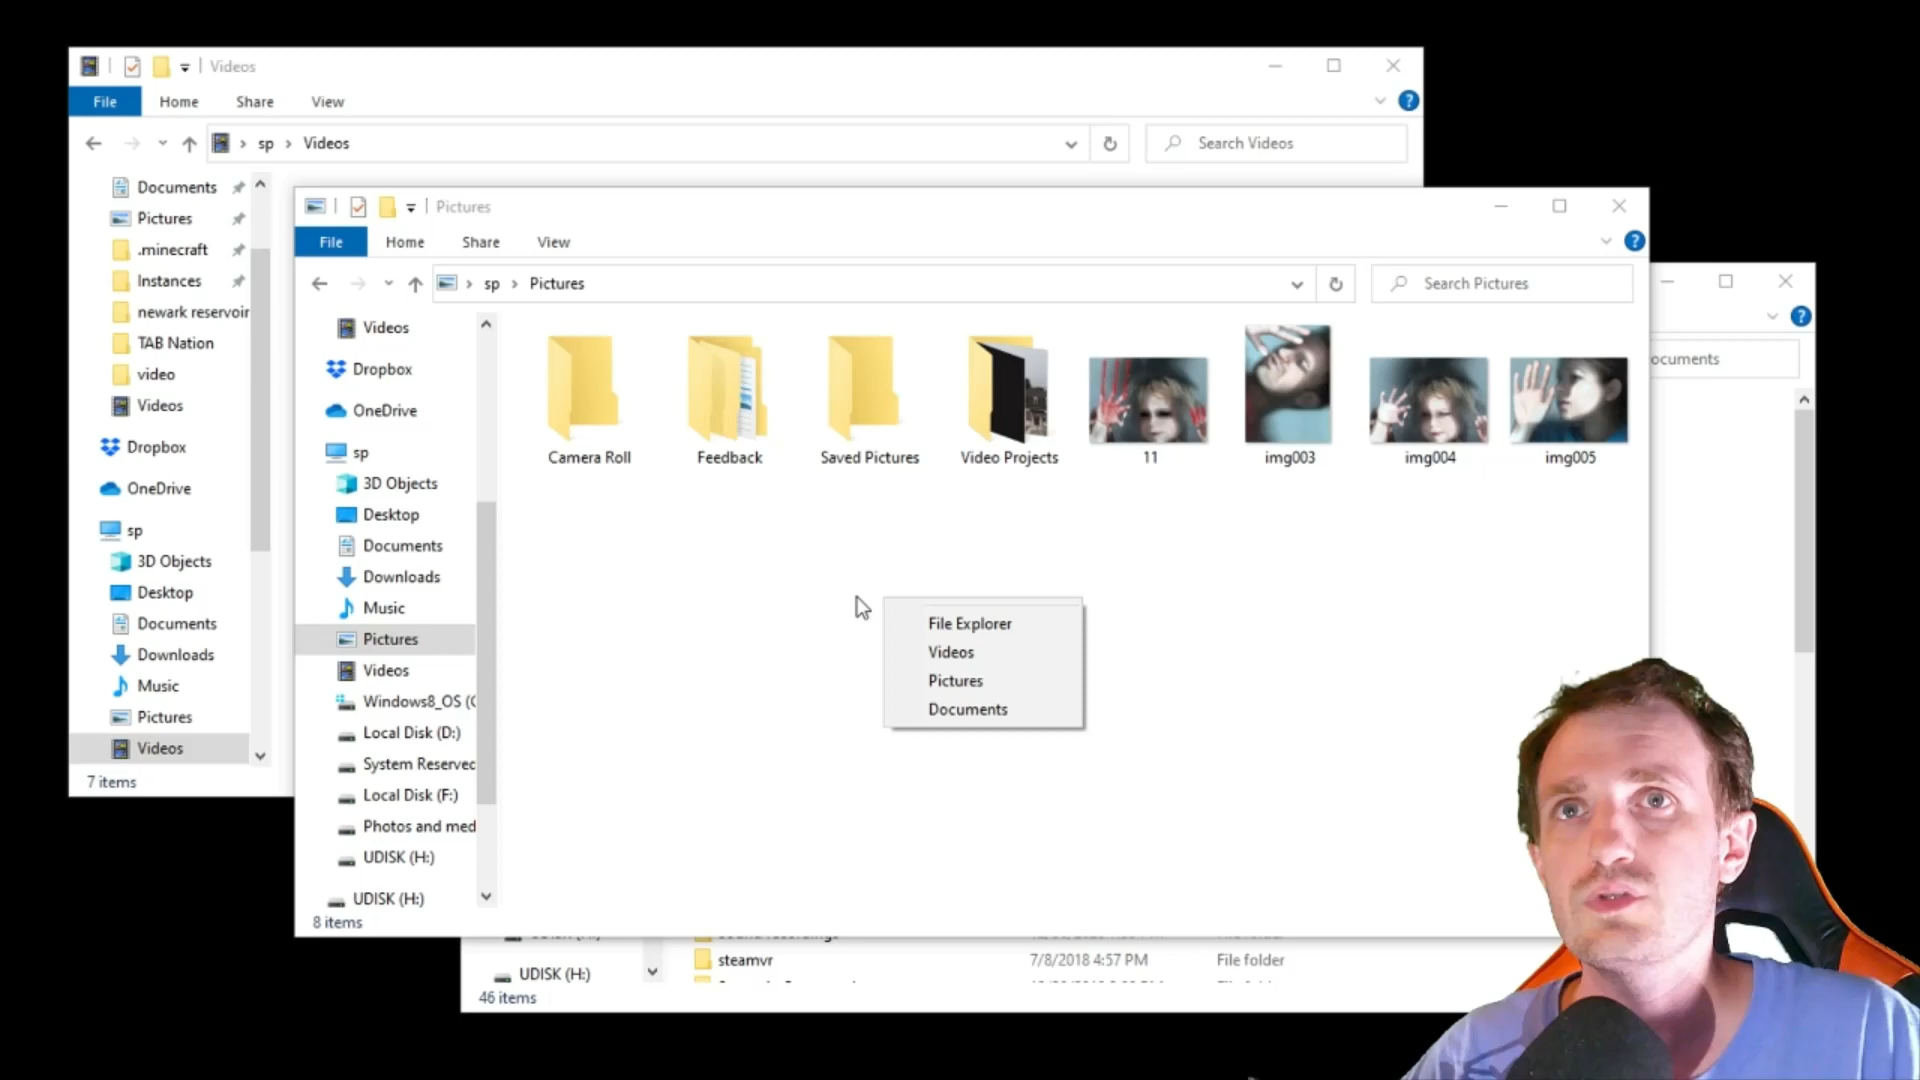 Videos
File
Home
Share
View
sp
Videos
Search Videos
Documents
Pictures
.minecraft
Instances
newark reservoir
TAB Nation
video
Videos
Dropbox
OneDrive
sp
3D Objects
Desktop
Documents
Downloads
Music
Pictures
Videos
7 items
Pictures
File
Home
Share
View
sp
Pictures
Search Pictures
Videos
Dropbox
OneDrive
sp
3D Objects
Desktop
Documents
Downloads
Music
Pictures
Videos
Windows8_OS (C
Local Disk (D:)
System Reserved
Local Disk (F:)
Photos and med
UDISK (H:)
UDISK (H:)
8 items
Camera Roll
Feedback
Saved Pictures
Video Projects
11
img003
img004
img005
File Explorer
Videos
Pictures
Documents
ocuments
steamvr 7/8/2018 4:57 PM File folder
UDISK (H:)
46 items